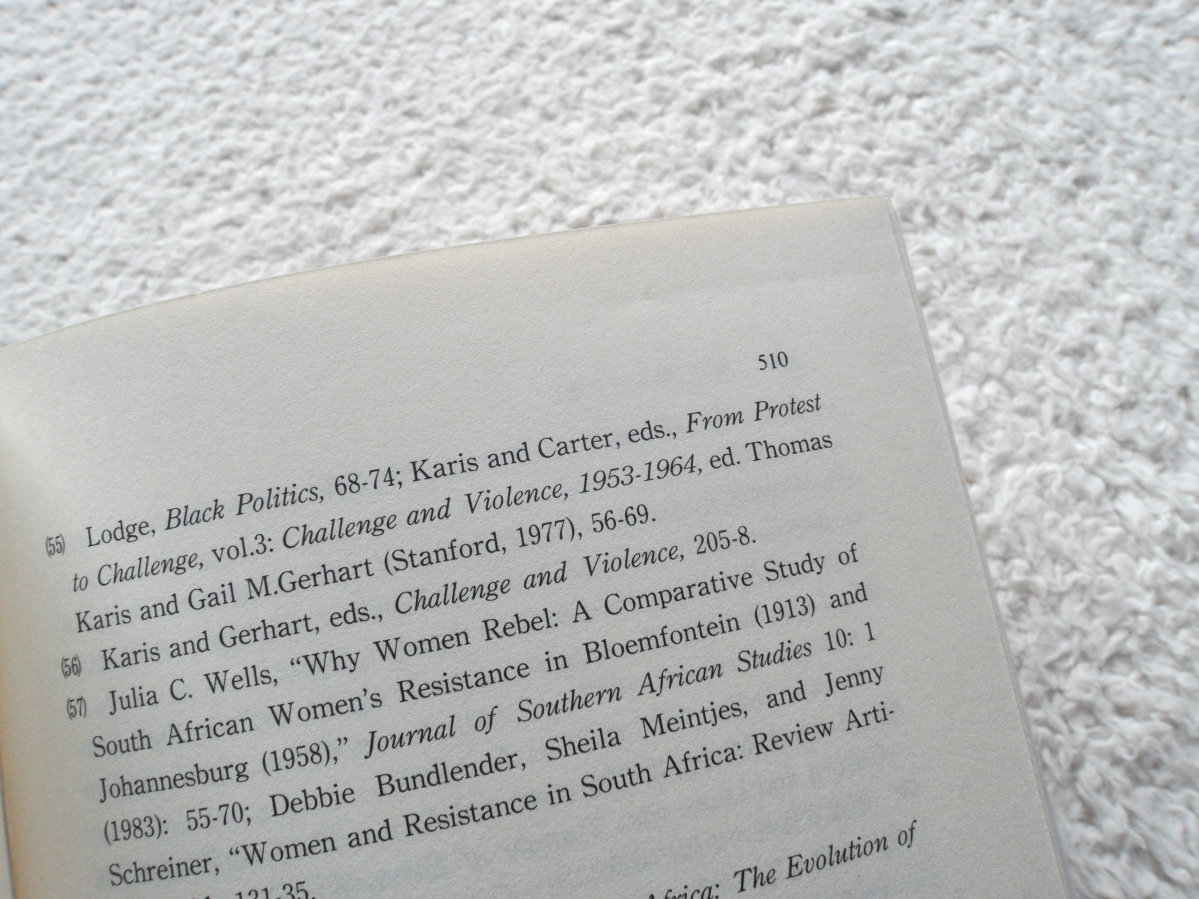 510
(55) Lodge, Black Politics, 68-74; Karis and Carter, eds., From Protest
to Challenge, vol.3: Challenge and Violence, 1953-1964, ed. Thomas
Karis and Gail M.Gerhart (Stanford, 1977), 56-69.
(56) Karis and Gerhart, eds., Challenge and Violence, 205-8.
(57) Julia C. Wells, “Why Women Rebel: A Comparative Study of
South African Women’s Resistance in Bloemfontein (1913) and
Johannesburg (1958),” Journal of Southern African Studies 10: 1
(1983): 55-70; Debbie Bundlender, Sheila Meintjes, and Jenny
Schreiner, “Women and Resistance in South Africa: Review Arti-
121-35.
Africa: The Evolution of